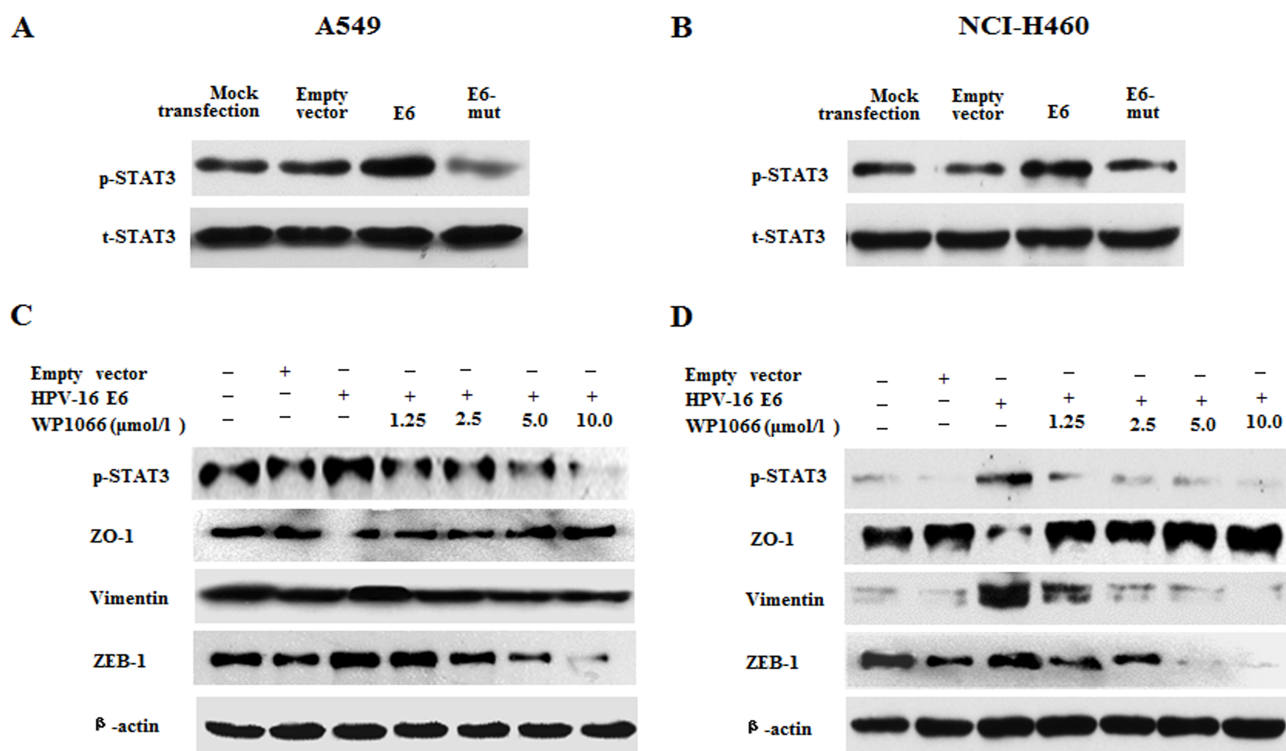 A
A549
Mock transfection
Empty vector
E6
E6-mut
p-STAT3
t-STAT3
B
NCI-H460
Mock transfection
Empty vector
E6
E6-mut
p-STAT3
t-STAT3
C
Empty vector – + – – – – –
HPV-16 E6 – – + + + + +
WP1066 (μmol/l ) – – – 1.25 2.5 5.0 10.0
p-STAT3
ZO-1
Vimentin
ZEB-1
β-actin
D
Empty vector – + – – – – –
HPV-16 E6 – – + + + + +
WP1066 (μmol/l ) – – – 1.25 2.5 5.0 10.0
p-STAT3
ZO-1
Vimentin
ZEB-1
β-actin